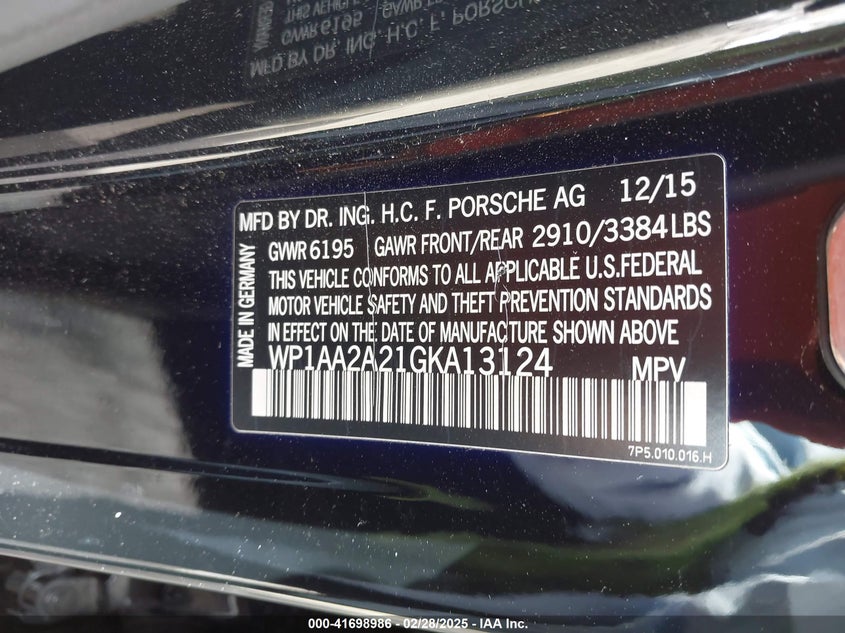 MFD BY DR. ING. H.C. F. PORSCHE AG 12/15
GVWR 6195 GAWR FRONT/REAR 2910/3384 LBS
THIS VEHICLE CONFORMS TO ALL APPLICABLE U.S.FEDERAL
MOTOR VEHICLE SAFETY AND THEFT PREVENTION STANDARDS
IN EFFECT ON THE DATE OF MANUFACTURE SHOWN ABOVE
WP1AA2A21GKA13124 MPV
MADE IN GERMANY
7P5.010.016.H
000-41698986 - 02/28/2025 - IAA Inc.